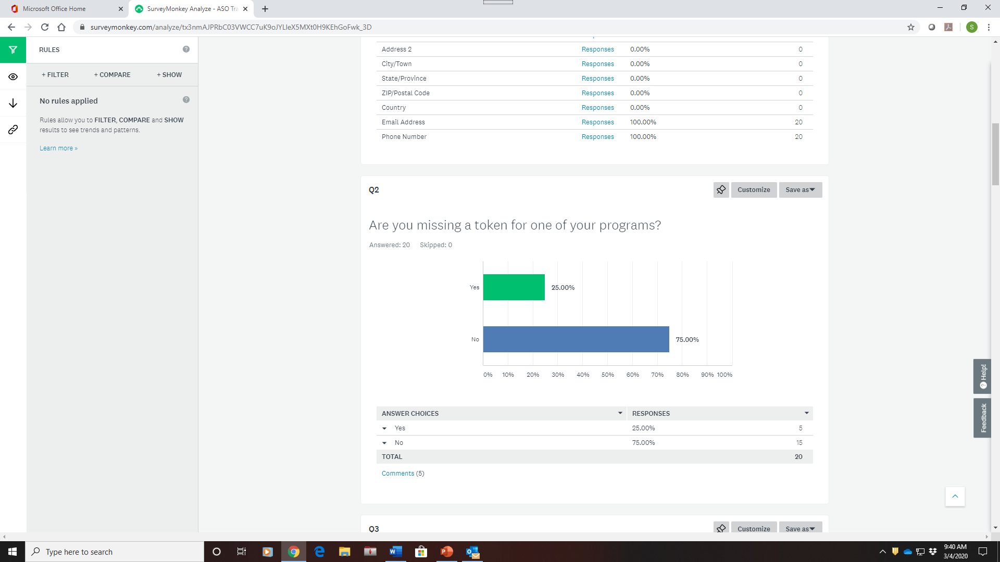 Microsoft Office Home
SurveyMonkey Analyze - ASO Tra
surveymonkey.com/analyze/tx3nmAJPRbC03VWCC7uK9oJYLIeX5MXt0H9KEhGoFwk_3D
S
RULES
+ FILTER + COMPARE + SHOW
No rules applied
Rules allow you to FILTER, COMPARE and SHOW
results to see trends and patterns.
Learn more »
Address 2 Responses 0.00% 0
City/Town Responses 0.00% 0
State/Province Responses 0.00% 0
ZIP/Postal Code Responses 0.00% 0
Country Responses 0.00% 0
Email Address Responses 100.00% 20
Phone Number Responses 100.00% 20
Q2
Customize Save as
Are you missing a token for one of your programs?
Answered: 20 Skipped: 0
Yes 25.00%
No 75.00%
0% 10% 20% 30% 40% 50% 60% 70% 80% 90% 100%
ANSWER CHOICES RESPONSES
Yes 25.00% 5
No 75.00% 15
TOTAL 20
Comments (5)
Q3
Customize Save as
Help!
Feedback
Type here to search
9:40 AM
3/4/2020